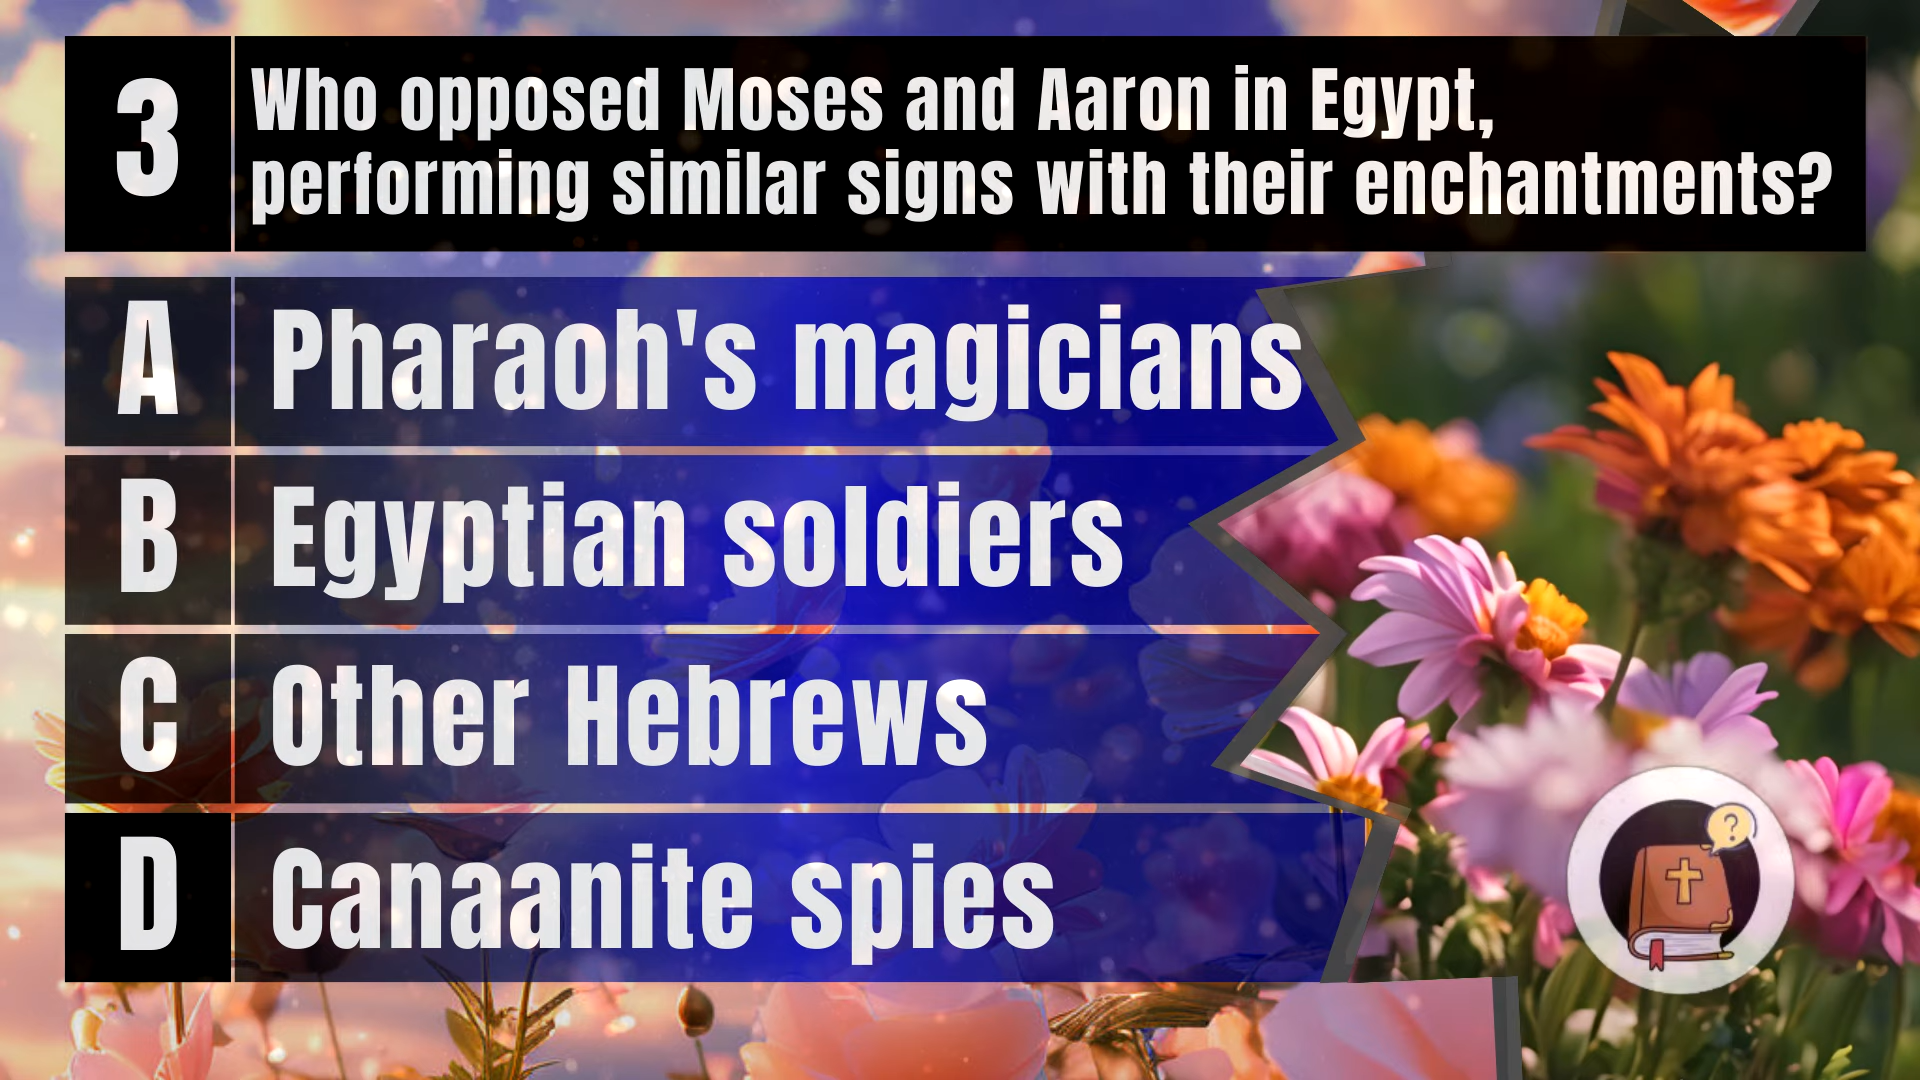 3
Who opposed Moses and Aaron in Egypt,
performing similar signs with their enchantments?
A Pharaoh's magicians
B Egyptian soldiers
C Other Hebrews
D Canaanite spies
?